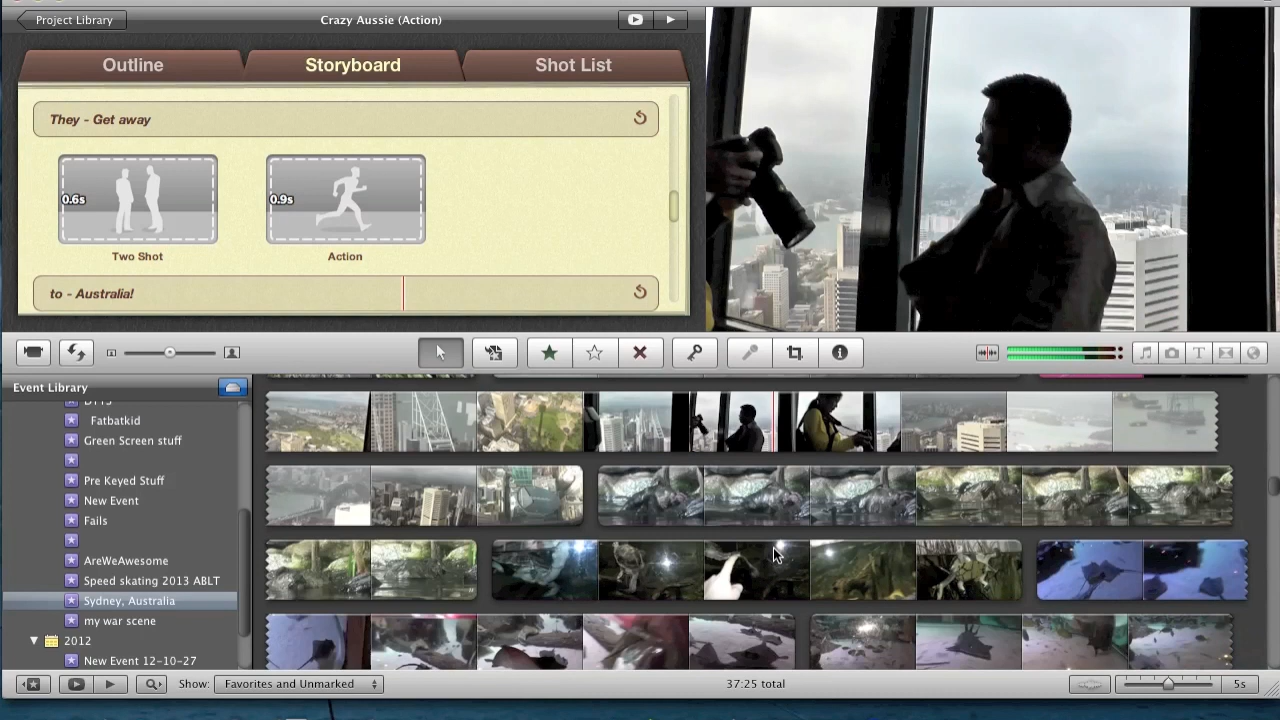 Project Library
Crazy Aussie (Action)
Outline
Storyboard
Shot List
They - Get away
0.6s
0.9s
Two Shot
Action
to - Australia!
Event Library
Fatbatkid
Green Screen stuff
Pre Keyed Stuff
New Event
Fails
AreWeAwesome
Speed skating 2013 ABLT
Sydney, Australia
my war scene
2012
New Event 12-10-27
Show:
Favorites and Unmarked
37:25 total
5s